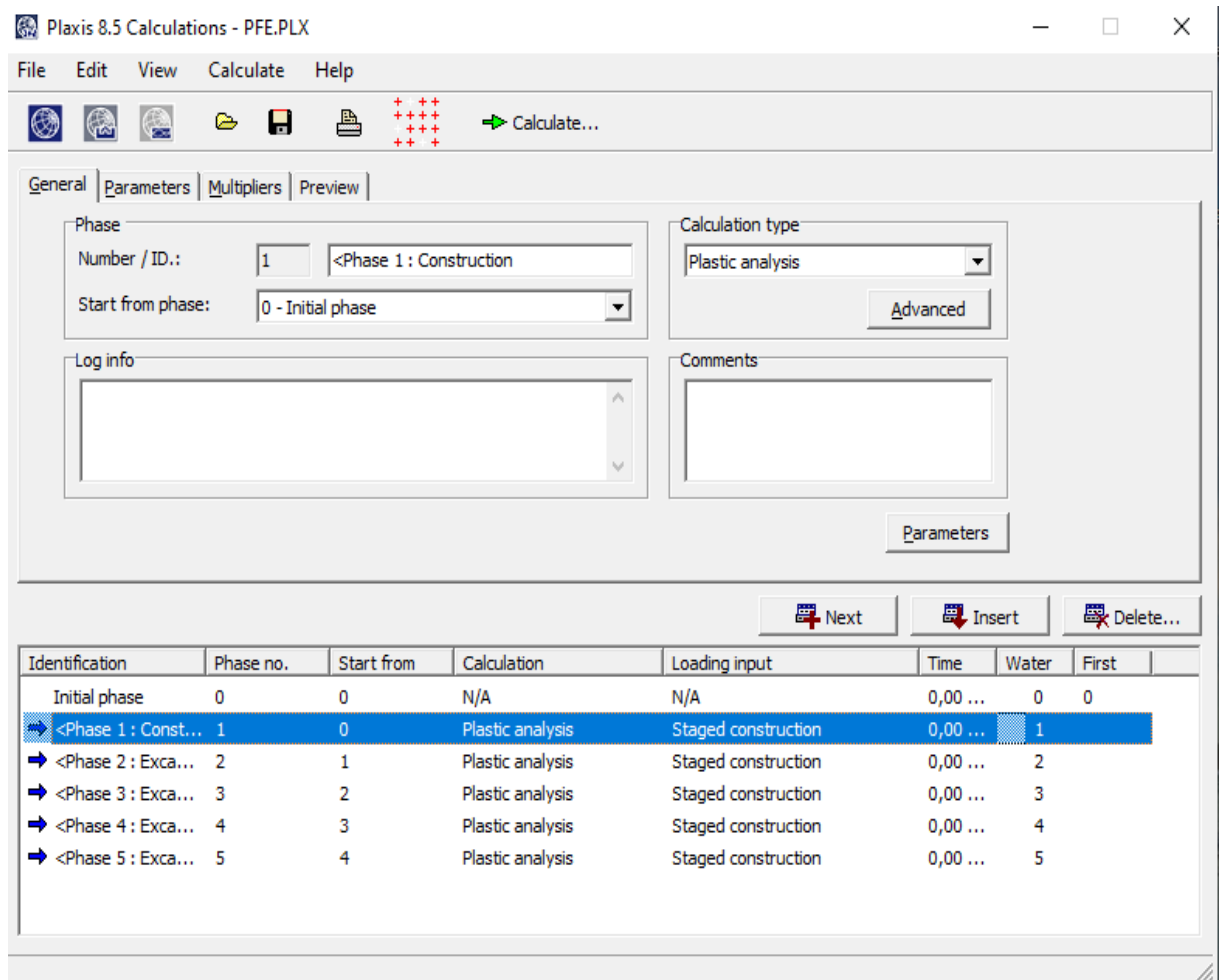 Plaxis 8.5 Calculations - PFE.PLX
File Edit View Calculate Help
Calculate...
General Parameters Multipliers Preview
Phase
Number / ID.: 1 <Phase 1 : Construction
Start from phase: 0 - Initial phase
Calculation type
Plastic analysis
Advanced
Log info
Comments
Parameters
Next Insert Delete...
Identification Phase no. Start from Calculation Loading input Time Water First
Initial phase 0 0 N/A N/A 0,00 ... 0 0
<Phase 1 : Const... 1 0 Plastic analysis Staged construction 0,00 ... 1
<Phase 2 : Exca... 2 1 Plastic analysis Staged construction 0,00 ... 2
<Phase 3 : Exca... 3 2 Plastic analysis Staged construction 0,00 ... 3
<Phase 4 : Exca... 4 3 Plastic analysis Staged construction 0,00 ... 4
<Phase 5 : Exca... 5 4 Plastic analysis Staged construction 0,00 ... 5